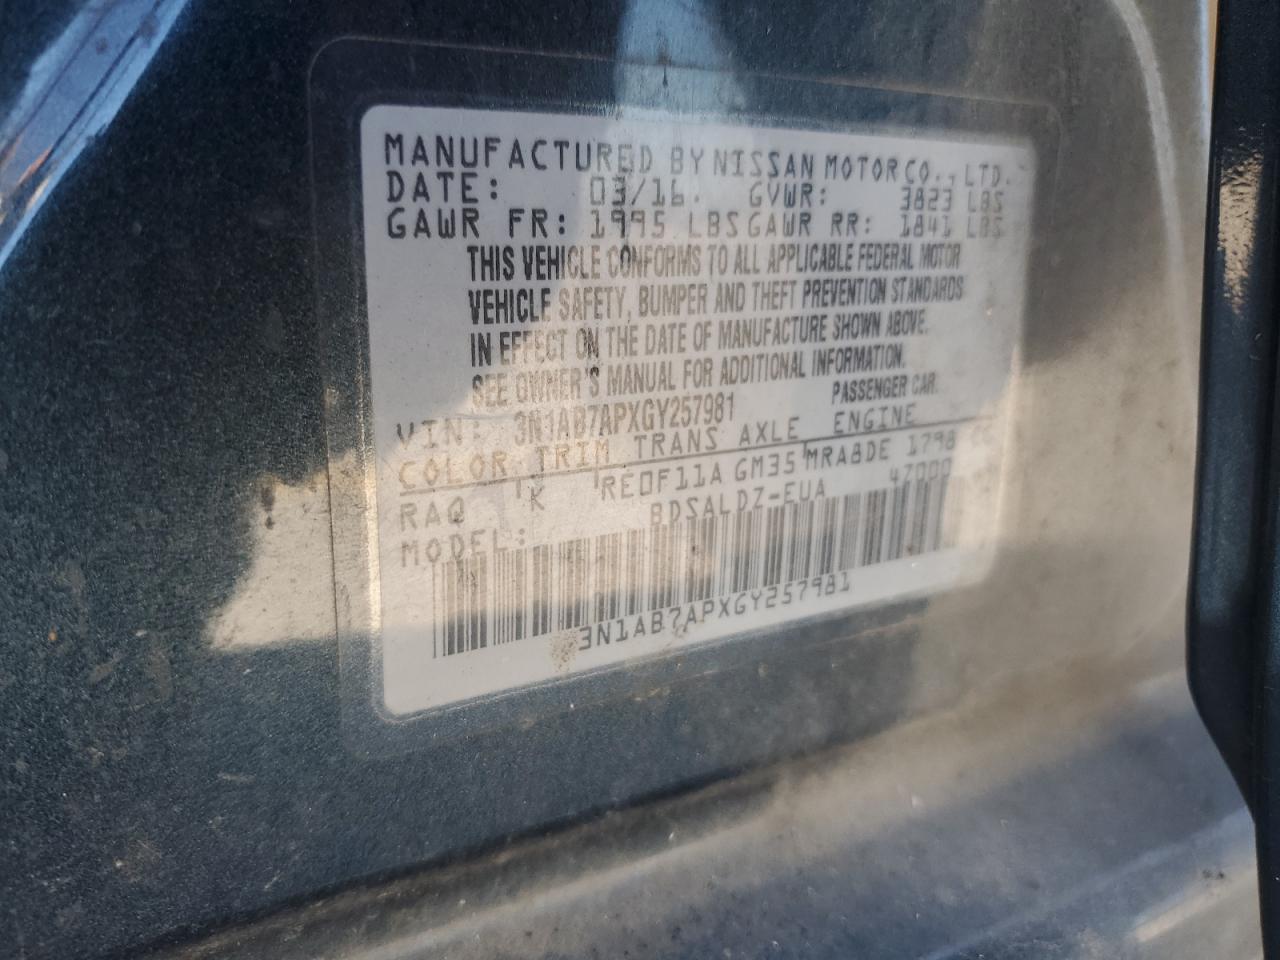 MANUFACTURED BY NISSAN MOTOR CO., LTD.
DATE: 03/16. GVWR: 3823 LBS
GAWR FR: 1995 LBS GAWR RR: 1841 LBS
THIS VEHICLE CONFORMS TO ALL APPLICABLE FEDERAL MOTOR
VEHICLE SAFETY, BUMPER AND THEFT PREVENTION STANDARDS
IN EFFECT ON THE DATE OF MANUFACTURE SHOWN ABOVE.
SEE OWNER'S MANUAL FOR ADDITIONAL INFORMATION.
VIN: 3N1AB7APXGY257981 PASSENGER CAR.
COLOR TRIM TRANS AXLE ENGINE
RAQ K RE0F11A GM35 MRA8DE 1798 CC
MODEL: BDSALDZ-EUA 47000
3N1AB7APXGY257981